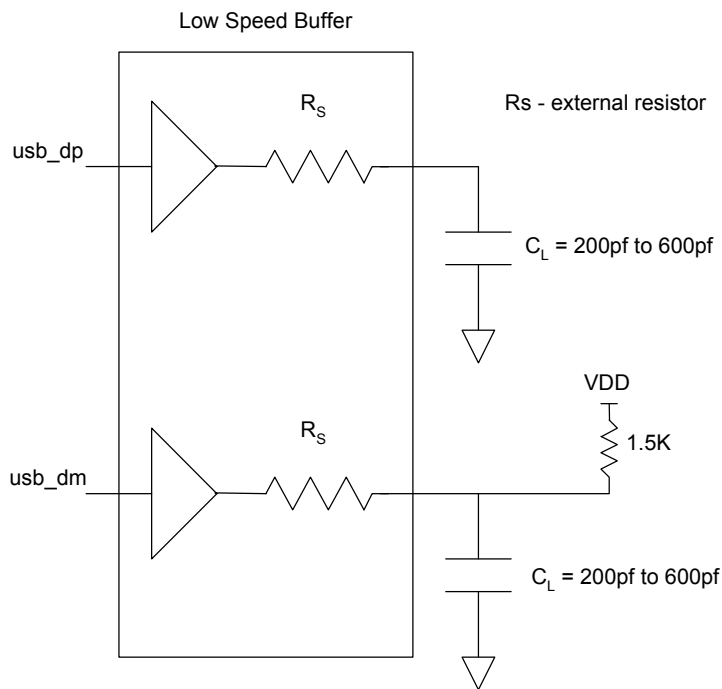 Low Speed Buffer
R_S
Rs - external resistor
usb_dp
C_L = 200pf to 600pf
VDD
R_S
1.5K
usb_dm
C_L = 200pf to 600pf